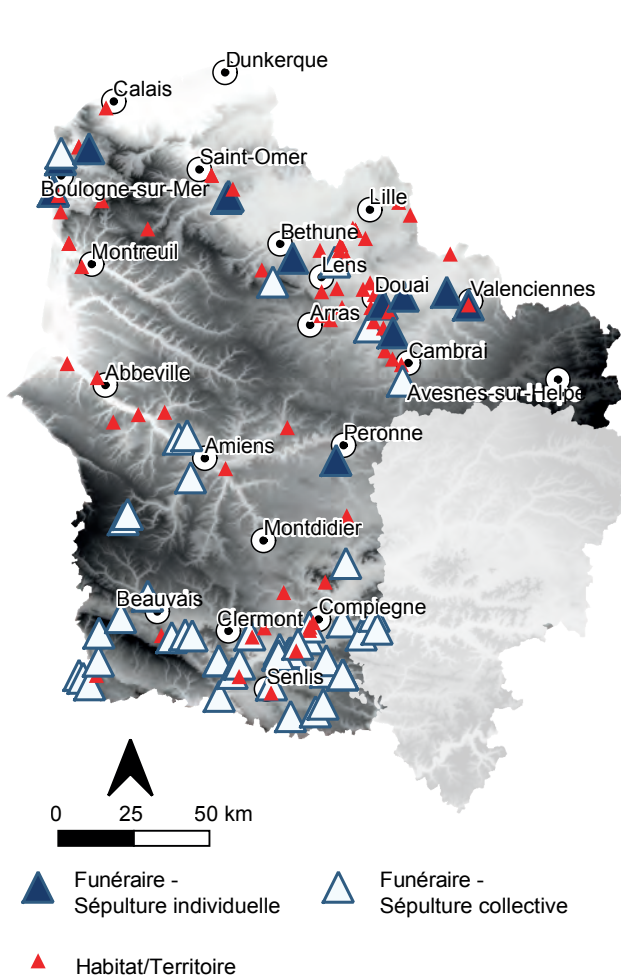 Dunkerque
Calais
Saint-Omer
Boulogne-sur-Mer
Lille
Bethune
Montreuil
Lens
Douai
Valenciennes
Arras
Cambrai
Abbeville
Avesnes-sur-Helpe
Peronne
Amiens
Montdidier
Beauvais
Clermont
Compiegne
Senlis
0 25 50 km
Funéraire -
Sépulture individuelle
Funéraire -
Sépulture collective
Habitat/Territoire